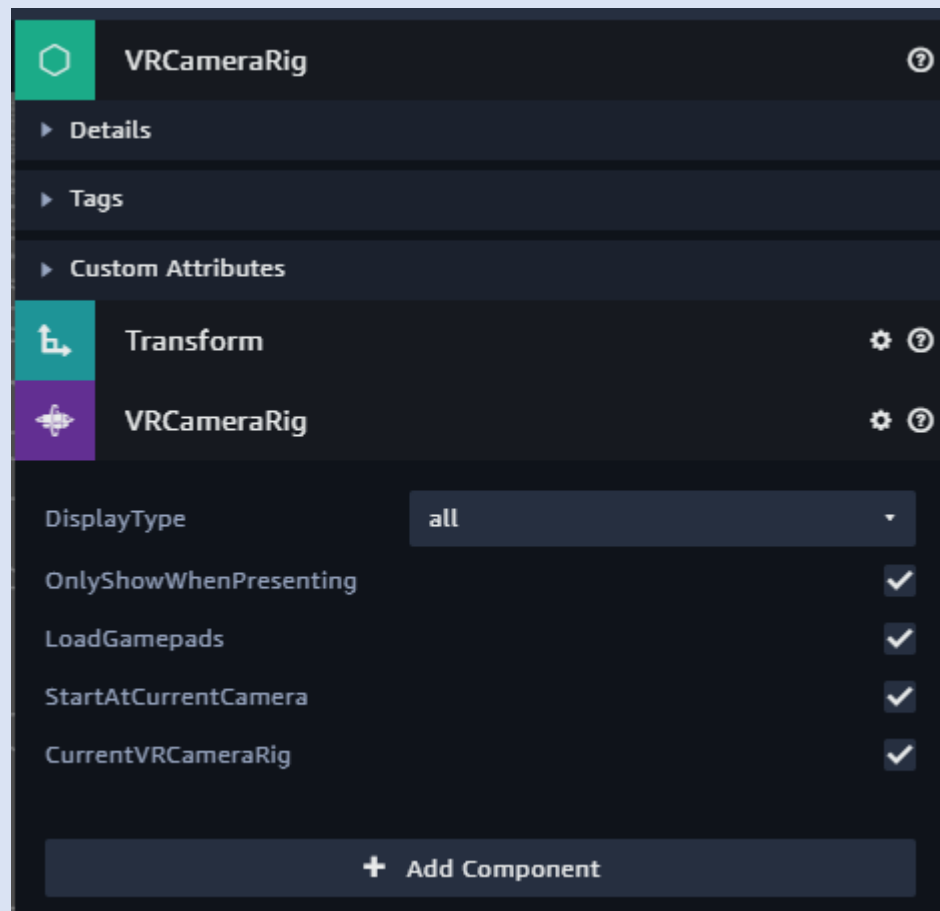 VRCameraRig
Details
Tags
Custom Attributes
Transform
VRCameraRig
DisplayType all
OnlyShowWhenPresenting
LoadGamepads
StartAtCurrentCamera
CurrentVRCameraRig
+ Add Component